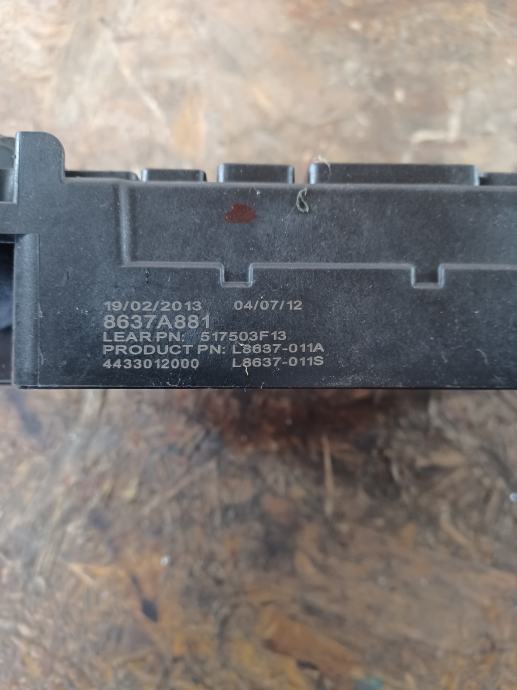 19/02/2013 04/07/12
8637A881
LEAR PN: 517503F13
PRODUCT PN: L8637-011A
4433012000 L8637-011S